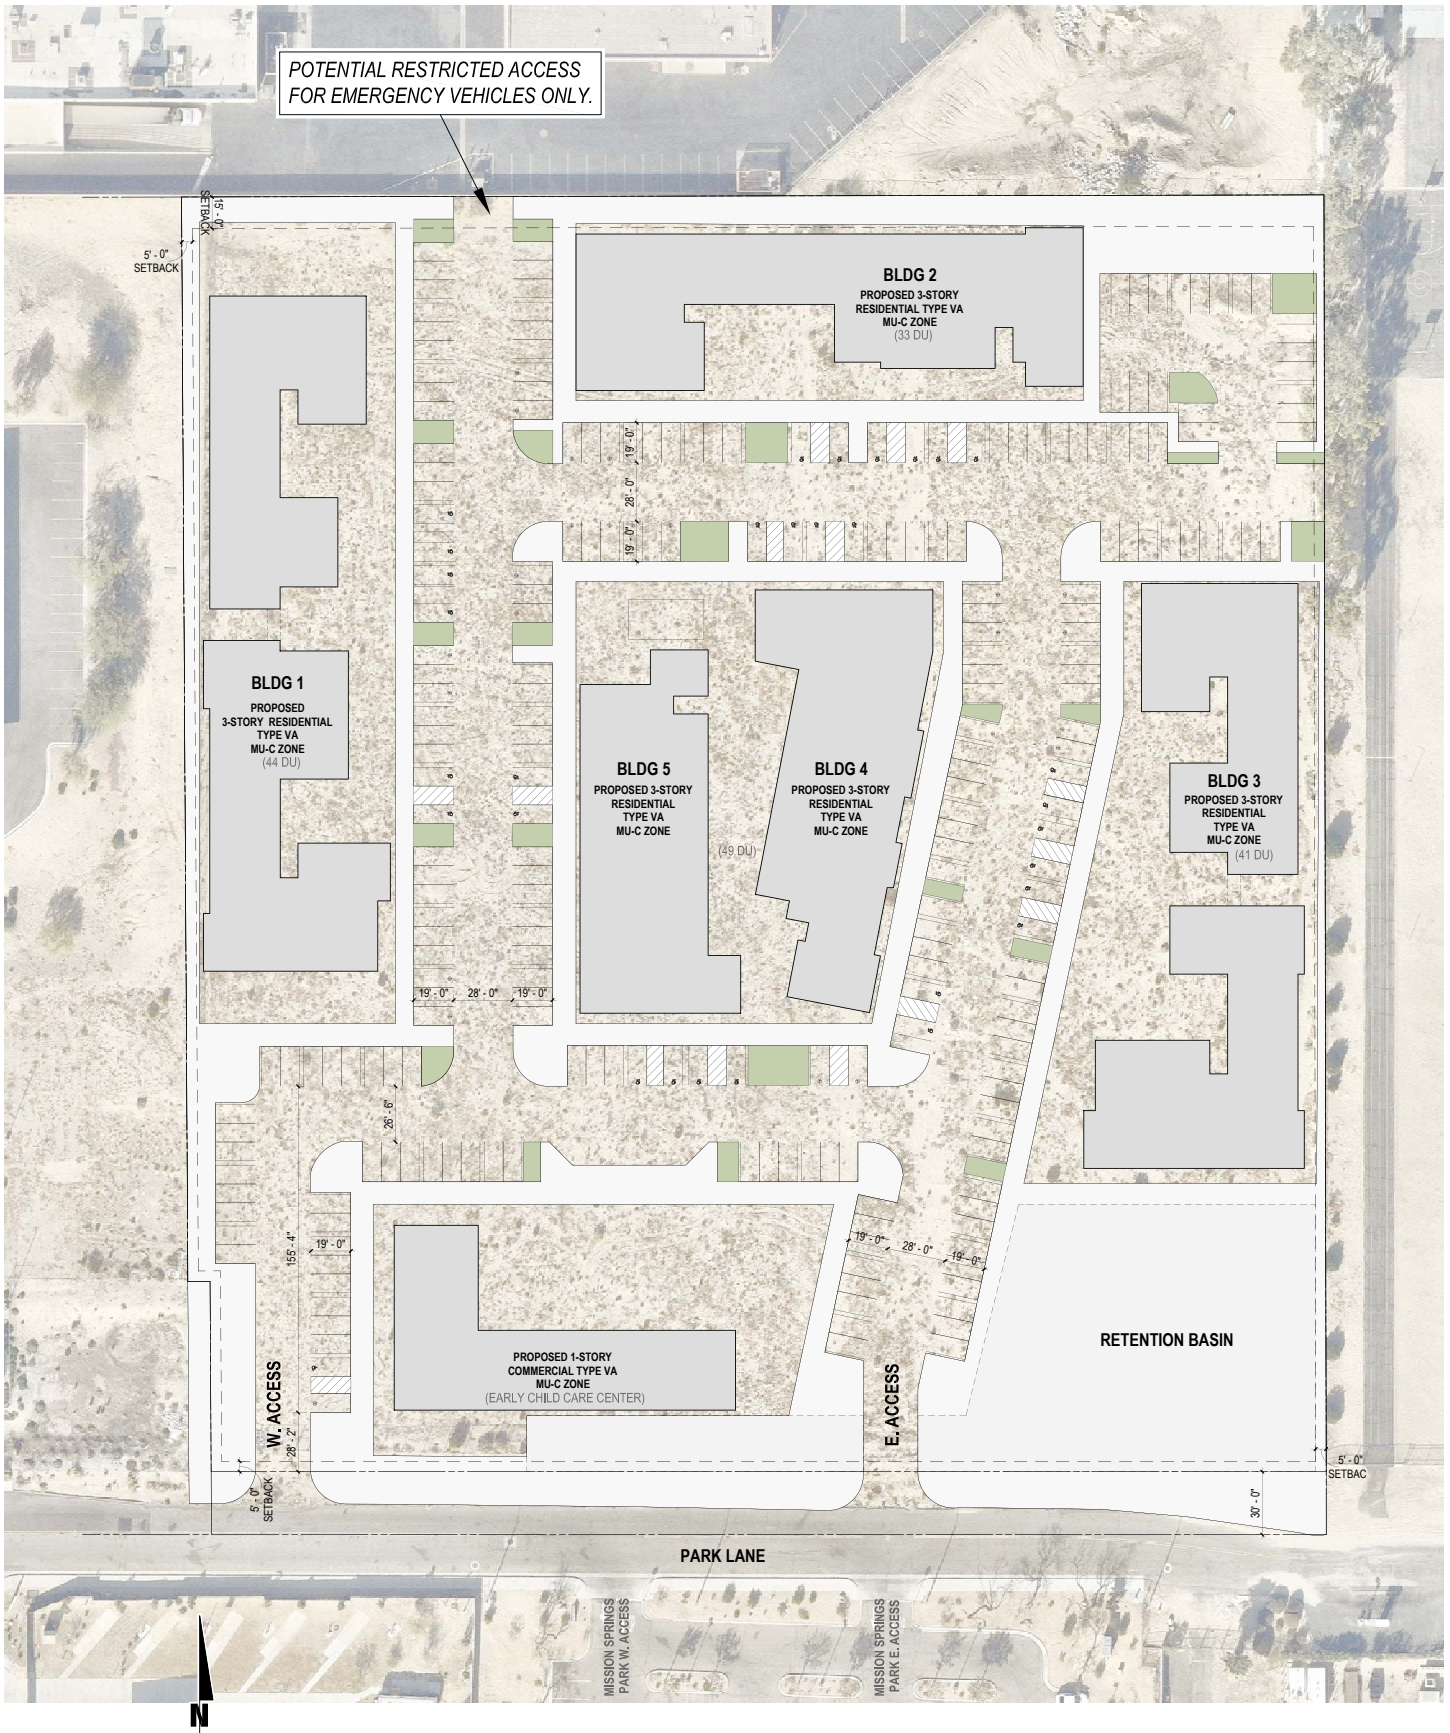 POTENTIAL RESTRICTED ACCESS
FOR EMERGENCY VEHICLES ONLY.
15' - 0"
SETBACK
5' - 0"
SETBACK
BLDG 2
PROPOSED 3-STORY
RESIDENTIAL TYPE VA
MU-C ZONE
(33 DU)
19' - 0"
28' - 0"
19' - 0"
BLDG 1
PROPOSED
3-STORY RESIDENTIAL
TYPE VA
MU-C ZONE
(44 DU)
BLDG 5
PROPOSED 3-STORY
RESIDENTIAL
TYPE VA
MU-C ZONE
(49 DU)
BLDG 4
PROPOSED 3-STORY
RESIDENTIAL
TYPE VA
MU-C ZONE
BLDG 3
PROPOSED 3-STORY
RESIDENTIAL
TYPE VA
MU-C ZONE
(41 DU)
19' - 0"
28' - 0"
19' - 0"
26' - 6"
155' - 4"
19' - 0"
19' - 0"
28' - 0"
19' - 0"
PROPOSED 1-STORY
COMMERCIAL TYPE VA
MU-C ZONE
(EARLY CHILD CARE CENTER)
RETENTION BASIN
W. ACCESS
28' - 2"
E. ACCESS
5' - 0"
SETBACK
5' - 0"
SETBAC
30' - 0"
PARK LANE
MISSION SPRINGS
PARK W. ACCESS
MISSION SPRINGS
PARK E. ACCESS
N